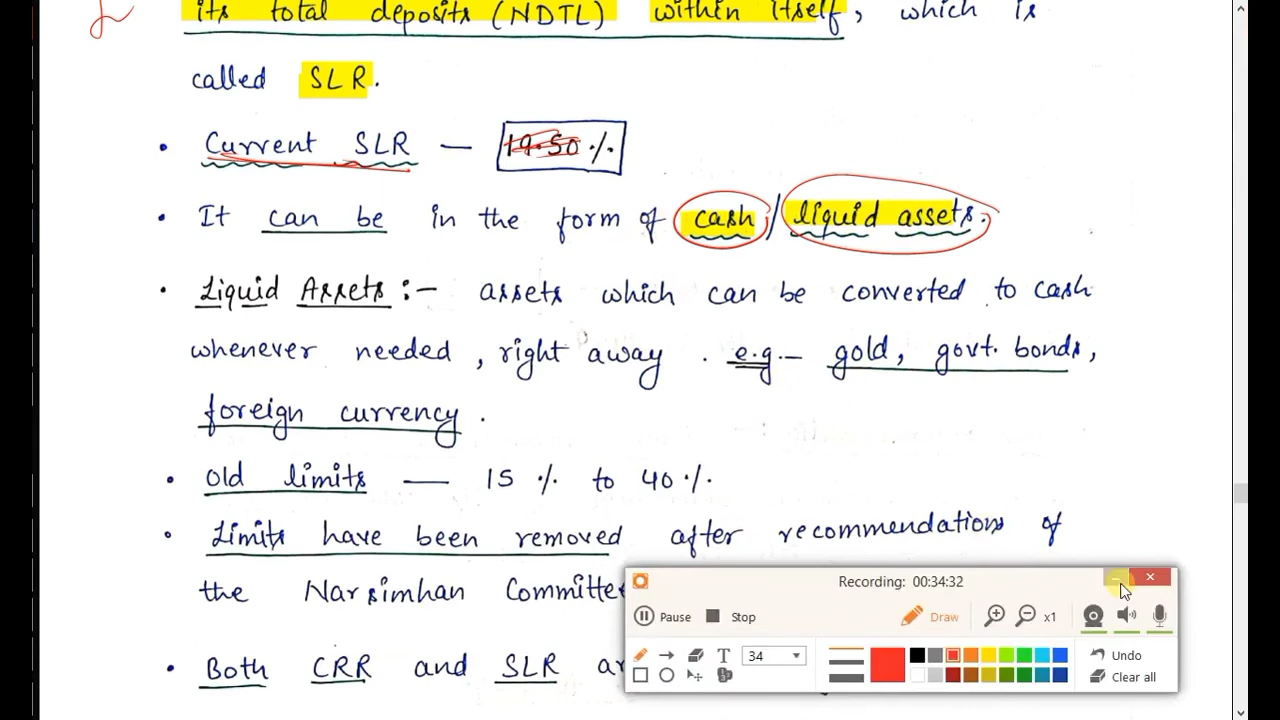 its total deposits (NDTL) within itself, which is
called SLR.
• Current SLR — 19.50 %
• It can be in the form of cash / liquid assets.
• Liquid Assets :- assets which can be converted to cash
whenever needed, right away. e.g.- gold, govt. bonds,
foreign currency.
• Old limits — 15 % to 40 %.
• Limits have been removed after recommendations of
the Narsimhan Committee
Recording: 00:34:32
Pause Stop Draw x1
T 34 Undo
Clear all
• Both CRR and SLR